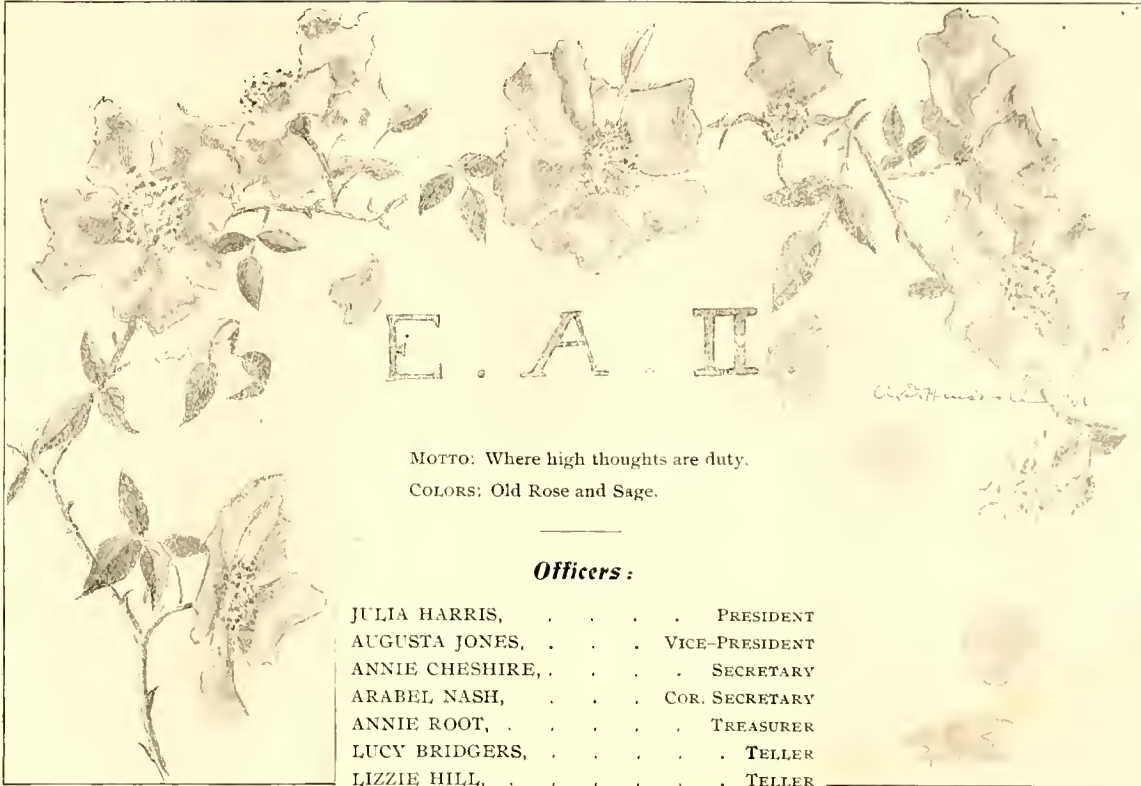 E. A. II.
MOTTO: Where high thoughts are duty.
COLORS: Old Rose and Sage.
Officers:
JULIA HARRIS, . . . . PRESIDENT
AUGUSTA JONES, . . . VICE-PRESIDENT
ANNIE CHESHIRE, . . . . SECRETARY
ARABEL NASH, . . . COR. SECRETARY
ANNIE ROOT, . . . . . TREASURER
LUCY BRIDGERS, . . . . . TELLER
LIZZIE HILL, . . . . . . TELLER